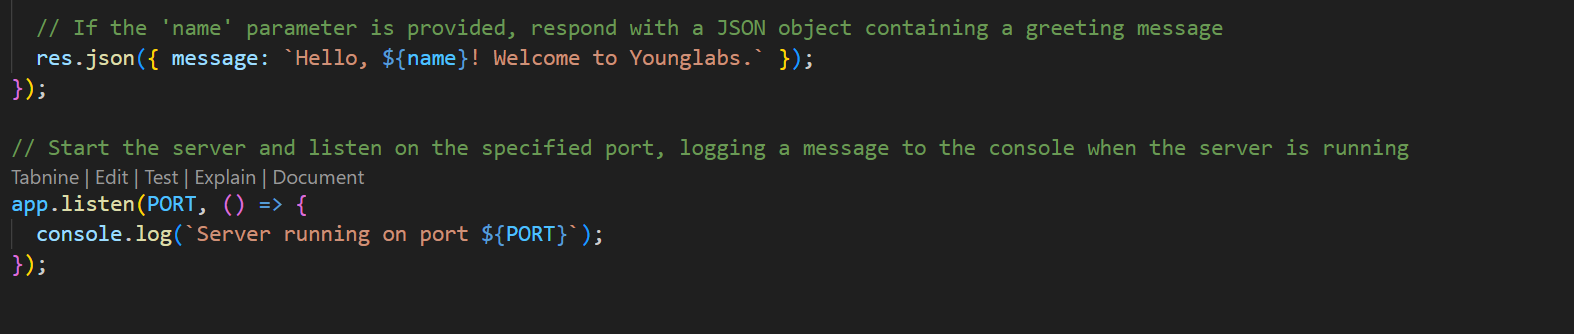 // If the 'name' parameter is provided, respond with a JSON object containing a greeting message
res.json({ message: `Hello, ${name}! Welcome to Younglabs.` });
});
// Start the server and listen on the specified port, logging a message to the console when the server is running
Tabnine | Edit | Test | Explain | Document
app.listen(PORT, () => {
console.log(`Server running on port ${PORT}`);
});